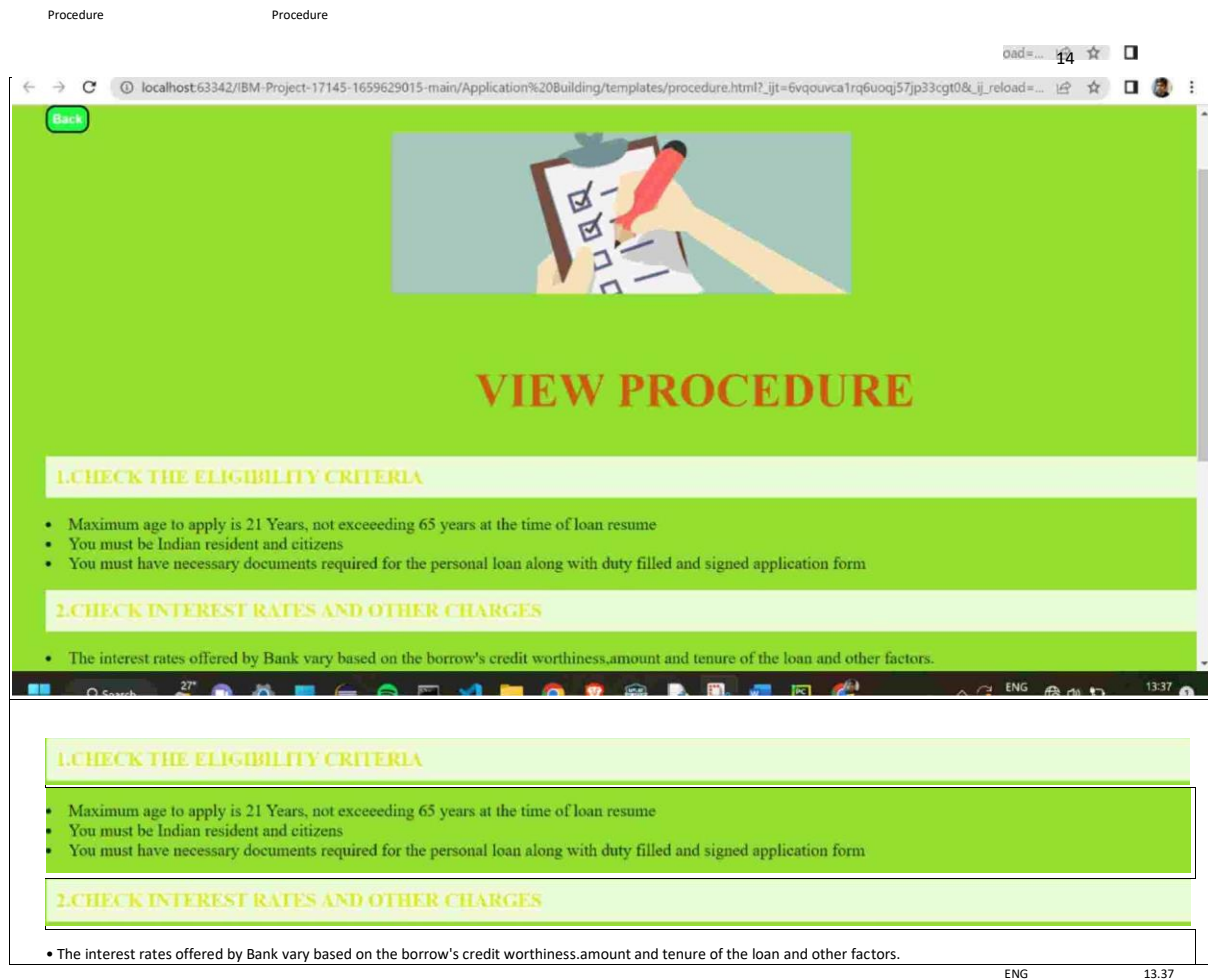 Procedure Procedure
oad=... 14
localhost:63342/IBM-Project-17145-1659629015-main/Application%20Building/templates/procedure.html?_ijt=6vqouvca1rq6uoqj57jp33cgt0&_ij_reload=...
Back
VIEW PROCEDURE
1.CHECK THE ELIGIBILITY CRITERIA
• Maximum age to apply is 21 Years, not exceeeding 65 years at the time of loan resume
• You must be Indian resident and citizens
• You must have necessary documents required for the personal loan along with duty filled and signed application form
2.CHECK INTEREST RATES AND OTHER CHARGES
• The interest rates offered by Bank vary based on the borrow's credit worthiness,amount and tenure of the loan and other factors.
Search 27° ENG 13:37
1.CHECK THE ELIGIBILITY CRITERIA
• Maximum age to apply is 21 Years, not exceeeding 65 years at the time of loan resume
• You must be Indian resident and citizens
• You must have necessary documents required for the personal loan along with duty filled and signed application form
2.CHECK INTEREST RATES AND OTHER CHARGES
• The interest rates offered by Bank vary based on the borrow's credit worthiness.amount and tenure of the loan and other factors.
ENG 13.37